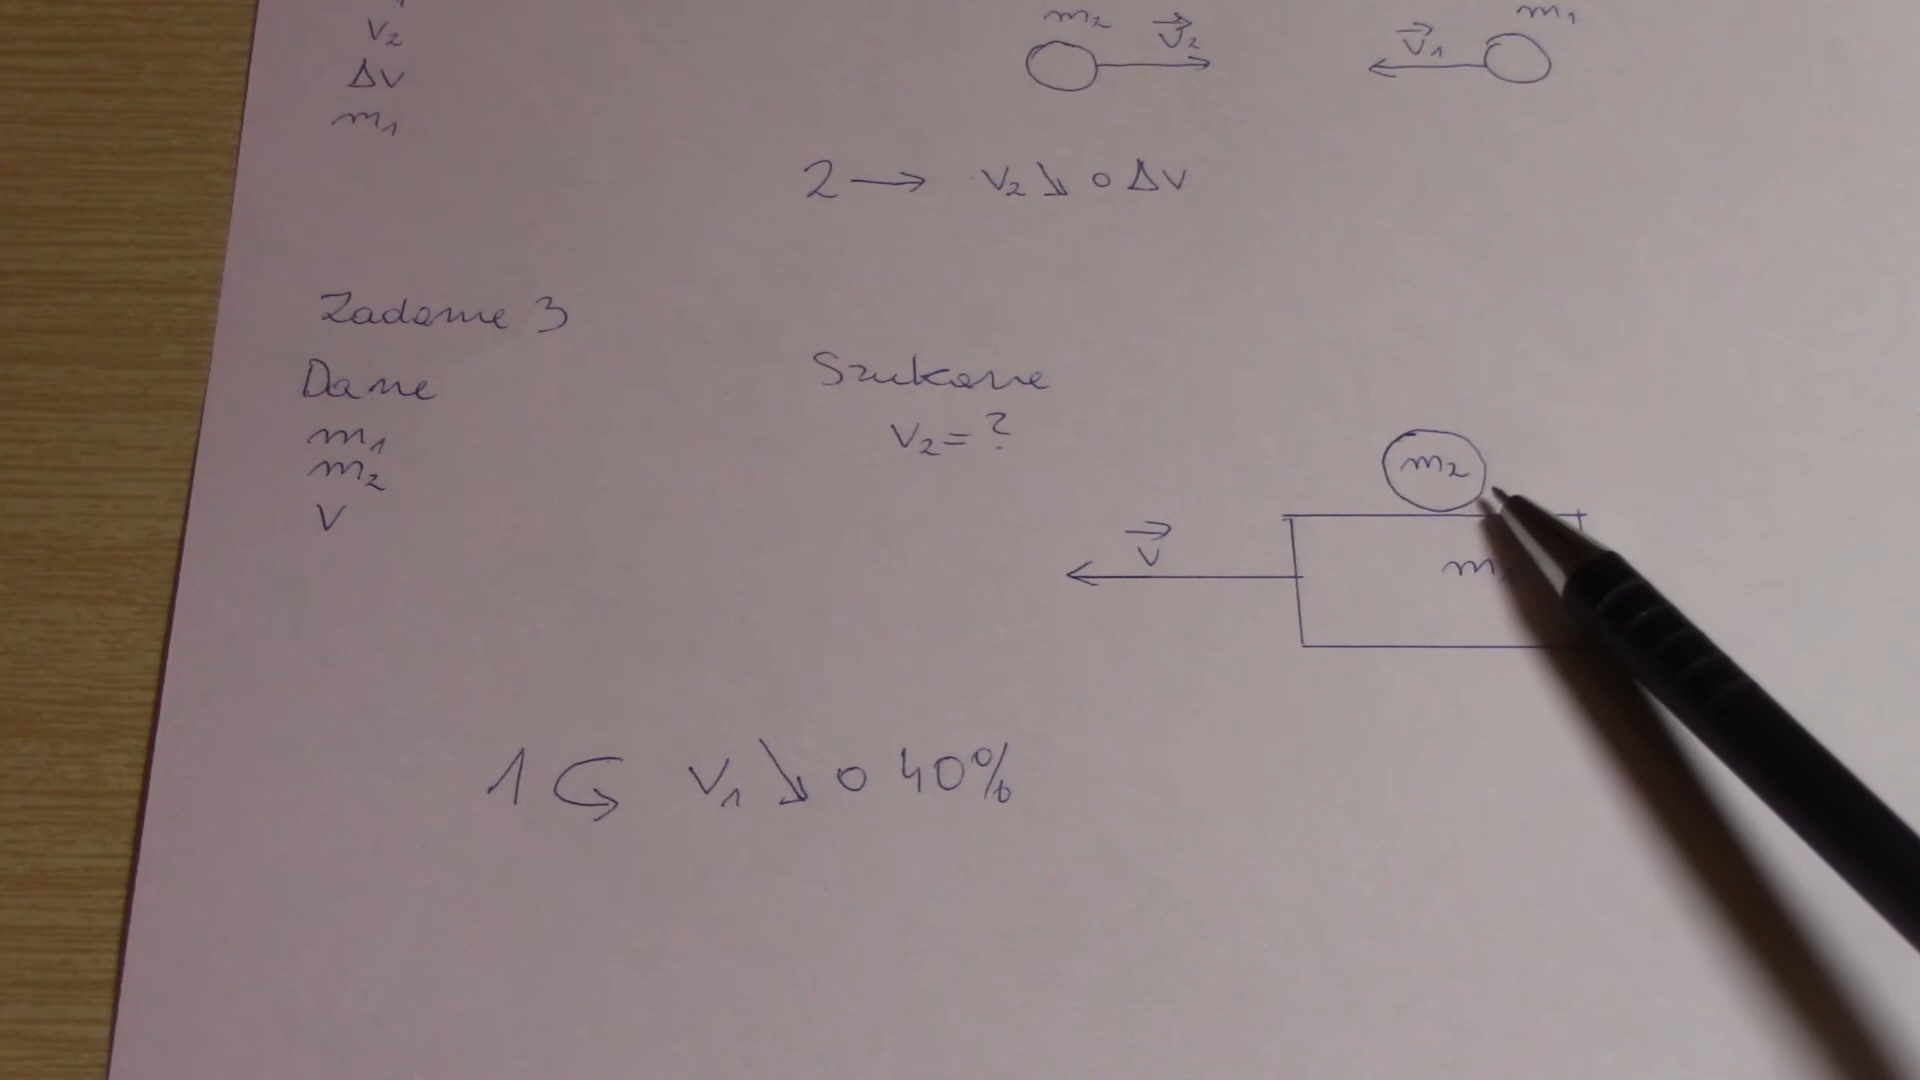 v₂
Δv
m₁
m₂ v⃗₂ v⃗₁ m₁
2 → v₂ ↘ o Δv
Zadanie 3
Dane
m₁
m₂
v
Szukane
v₂ = ?
m₂
v⃗
m
1 v₁ ↘ o 40%